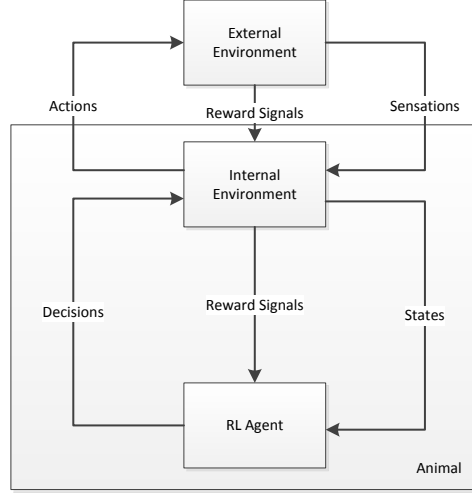 External
Environment
Actions
Reward Signals
Sensations
Internal
Environment
Decisions
Reward Signals
States
RL Agent
Animal